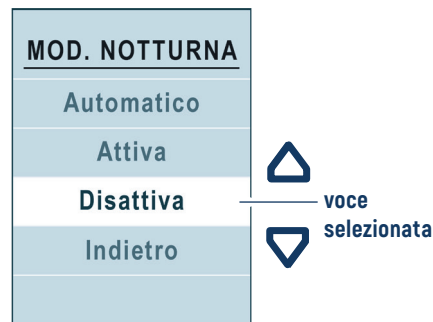 MOD. NOTTURNA
Automatico
Attiva
Disattiva
Indietro
voce
selezionata